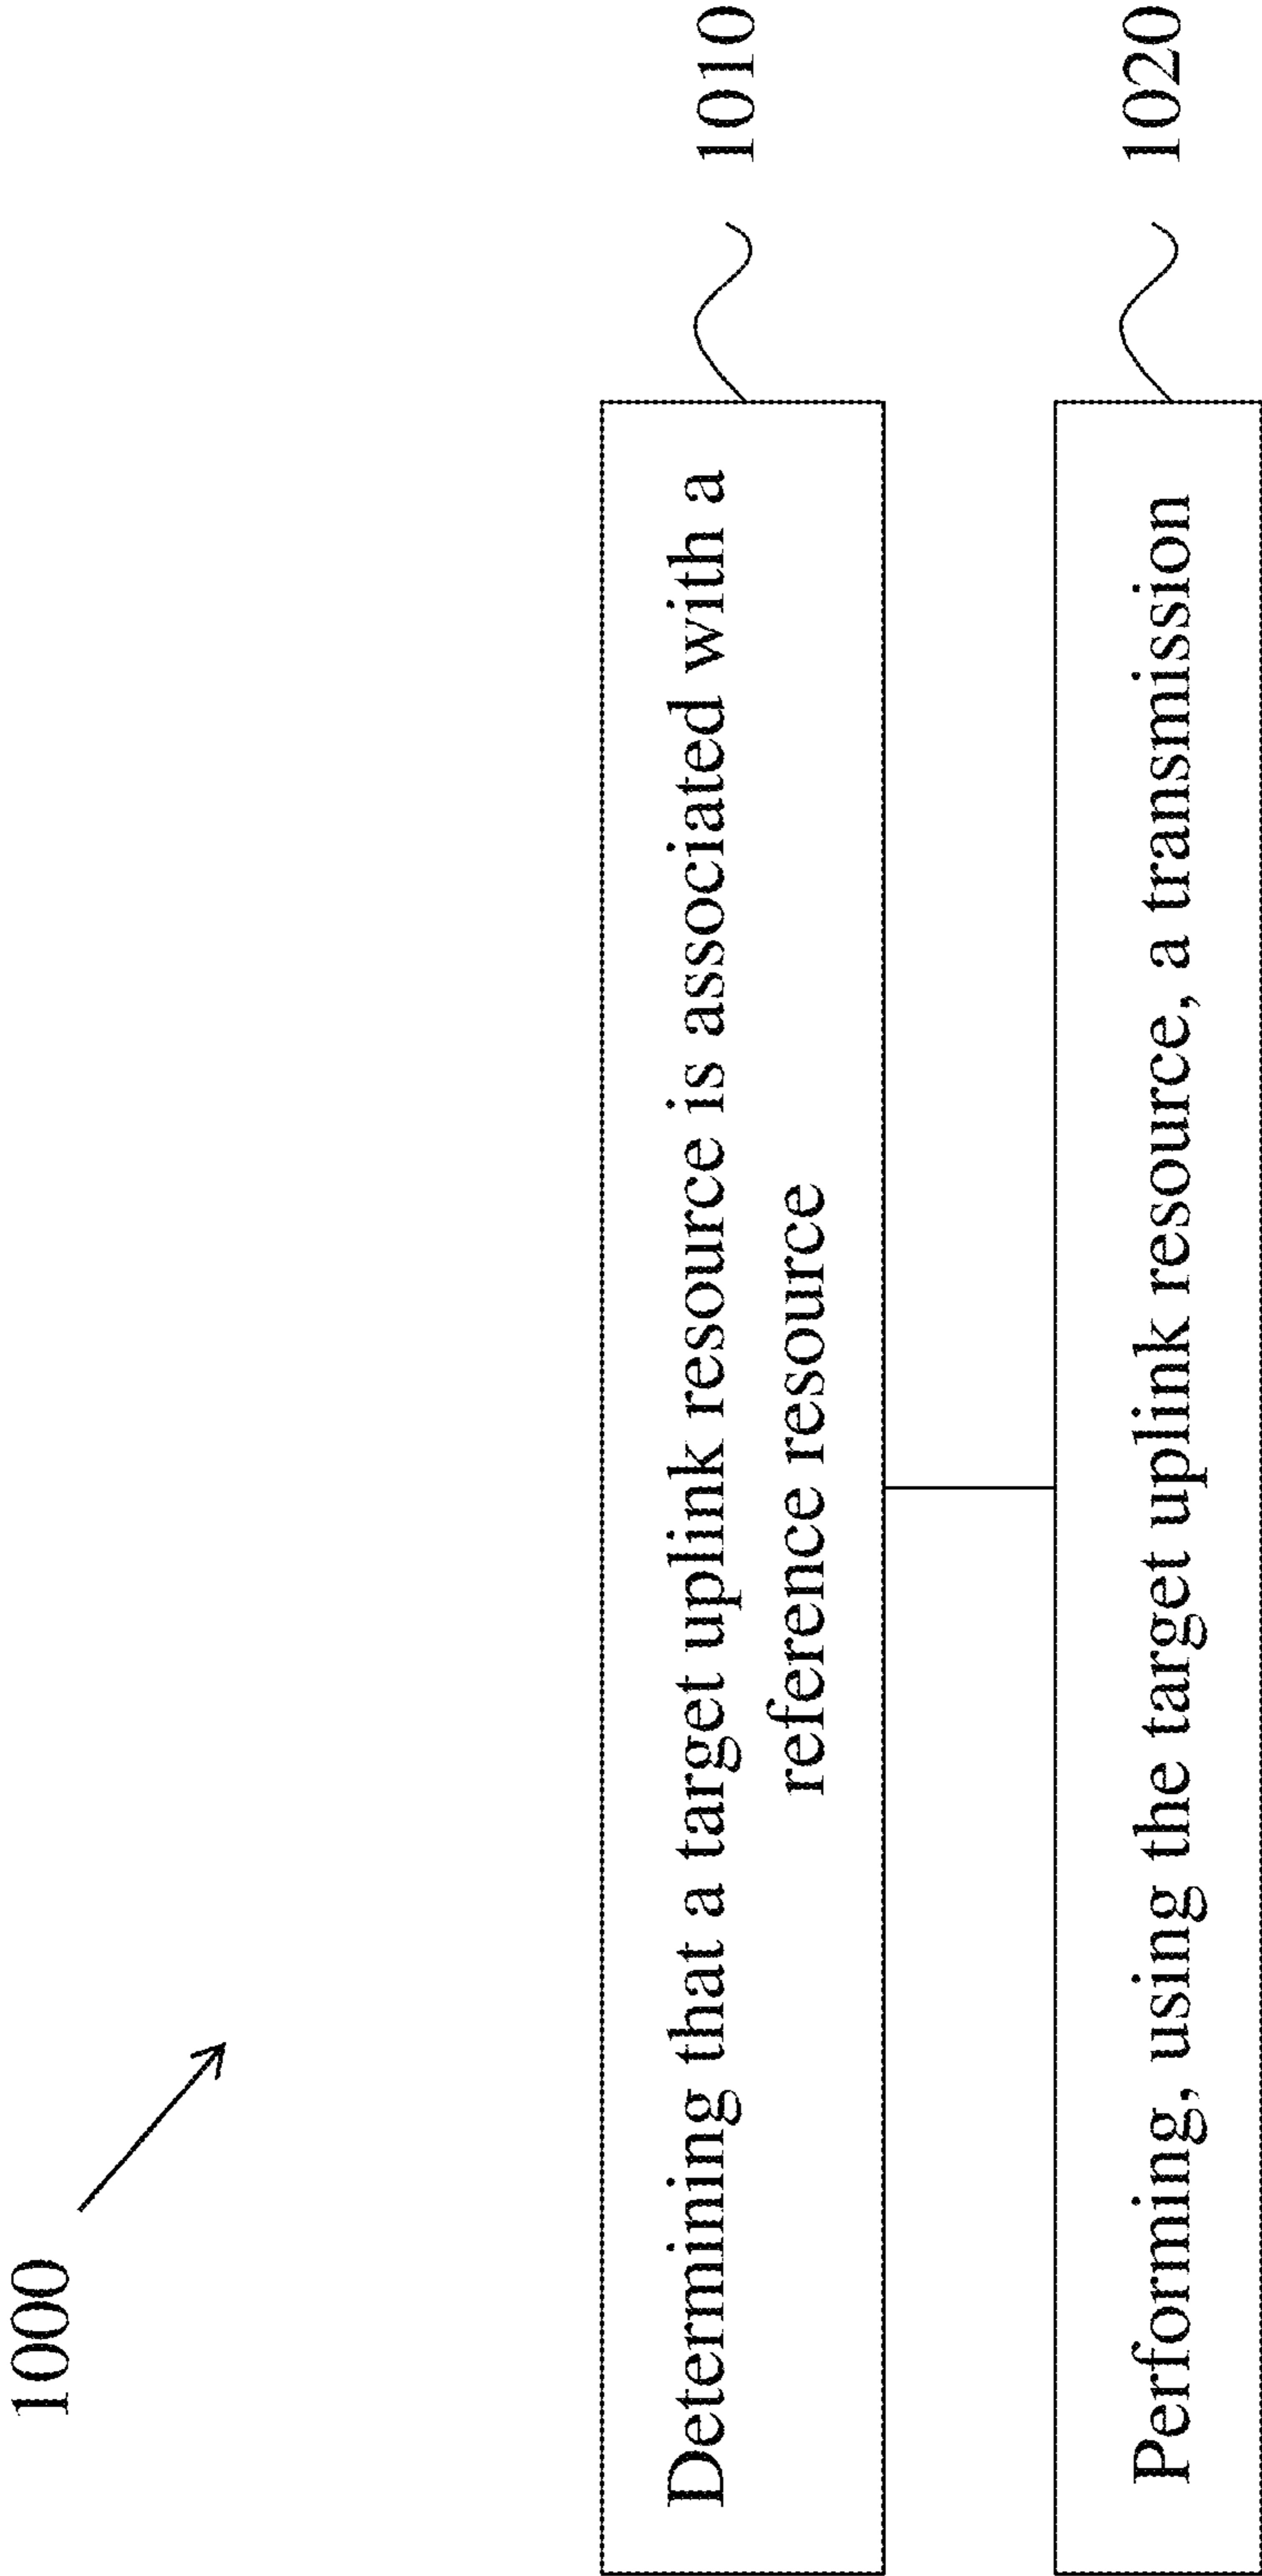 1000
Determining that a target uplink resource is associated with a
reference resource
1010
Performing, using the target uplink resource, a transmission
1020